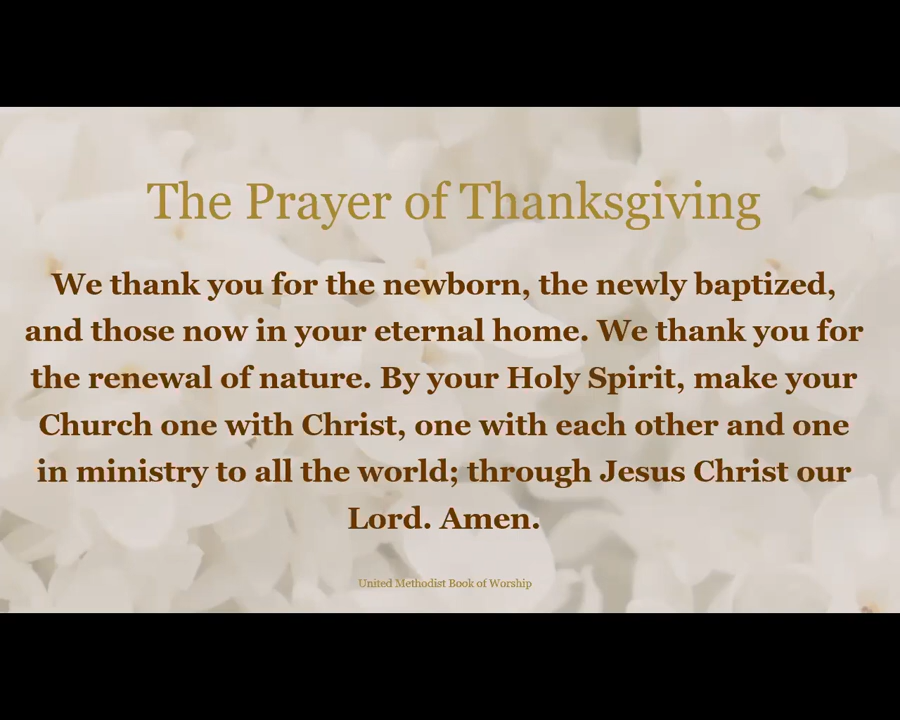 The Prayer of Thanksgiving
We thank you for the newborn, the newly baptized,
and those now in your eternal home. We thank you for
the renewal of nature. By your Holy Spirit, make your
Church one with Christ, one with each other and one
in ministry to all the world; through Jesus Christ our
Lord. Amen.
United Methodist Book of Worship